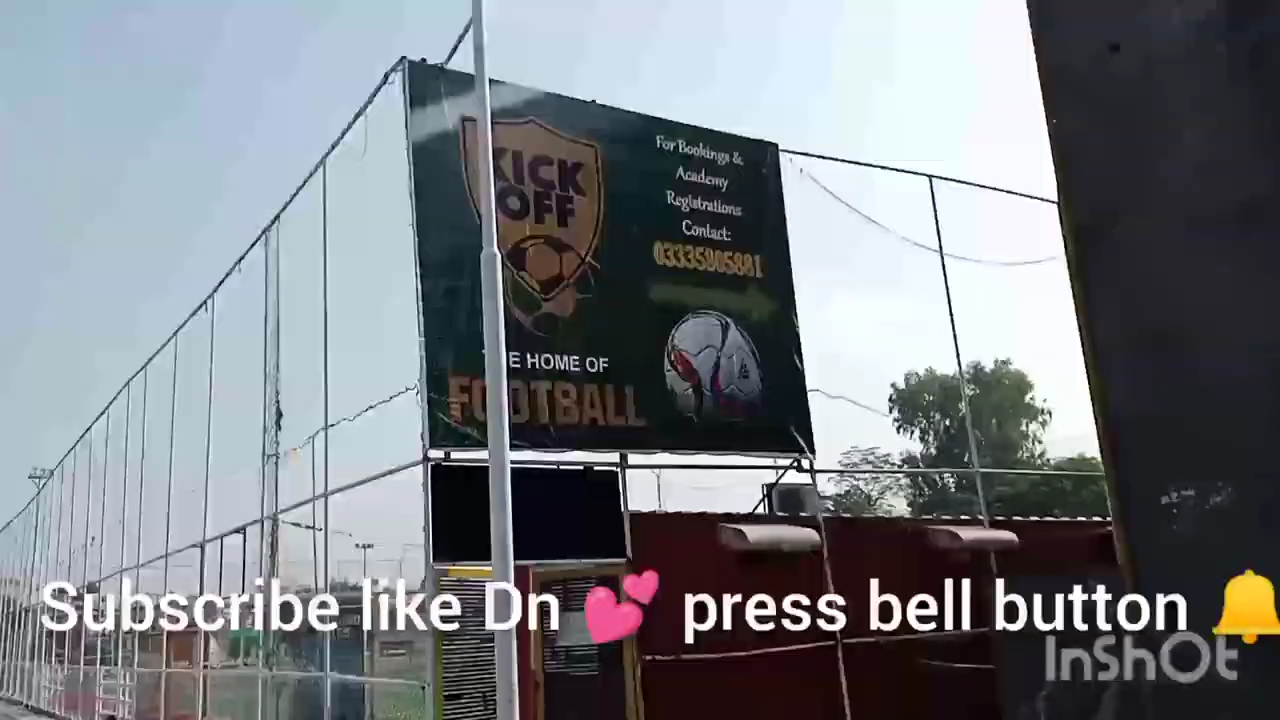 KICK
OFF
For Bookings &
Academy
Registrations
Contact:
03335905881
HOME OF
FOOTBALL
Subscribe like Dn 💕 press bell button 🔔
InShOt